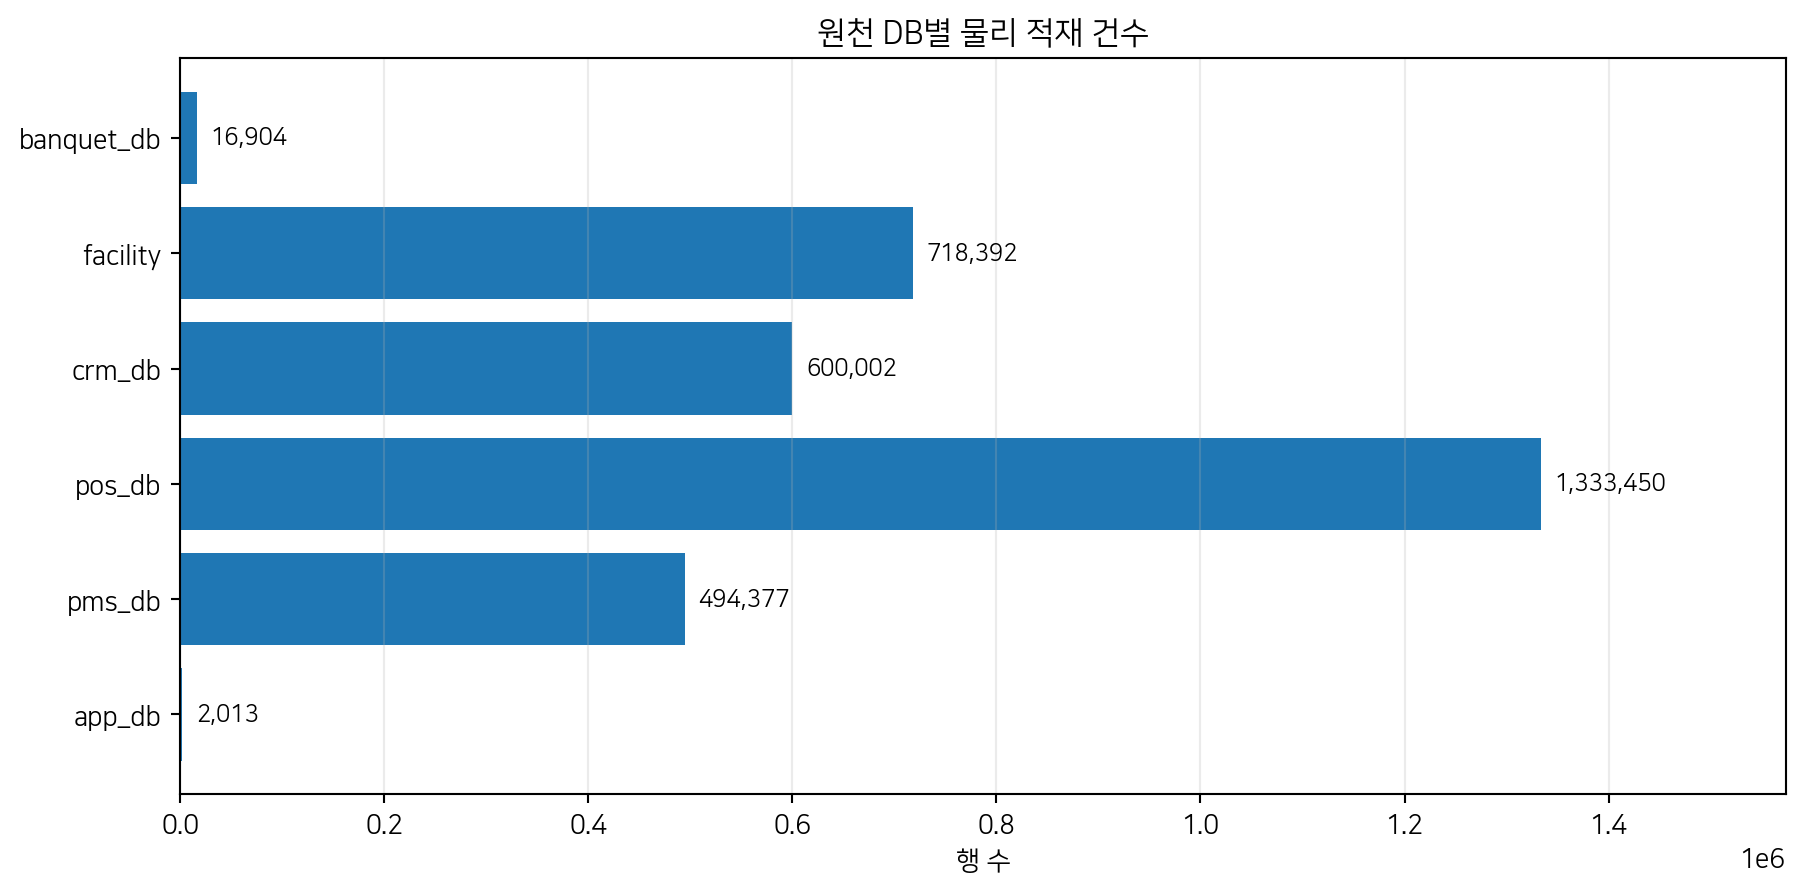 원천 DB별 물리 적재 건수
banquet_db 16,904
facility 718,392
crm_db 600,002
pos_db 1,333,450
pms_db 494,377
app_db 2,013
0.0 0.2 0.4 0.6 0.8 1.0 1.2 1.4
행 수
1e6